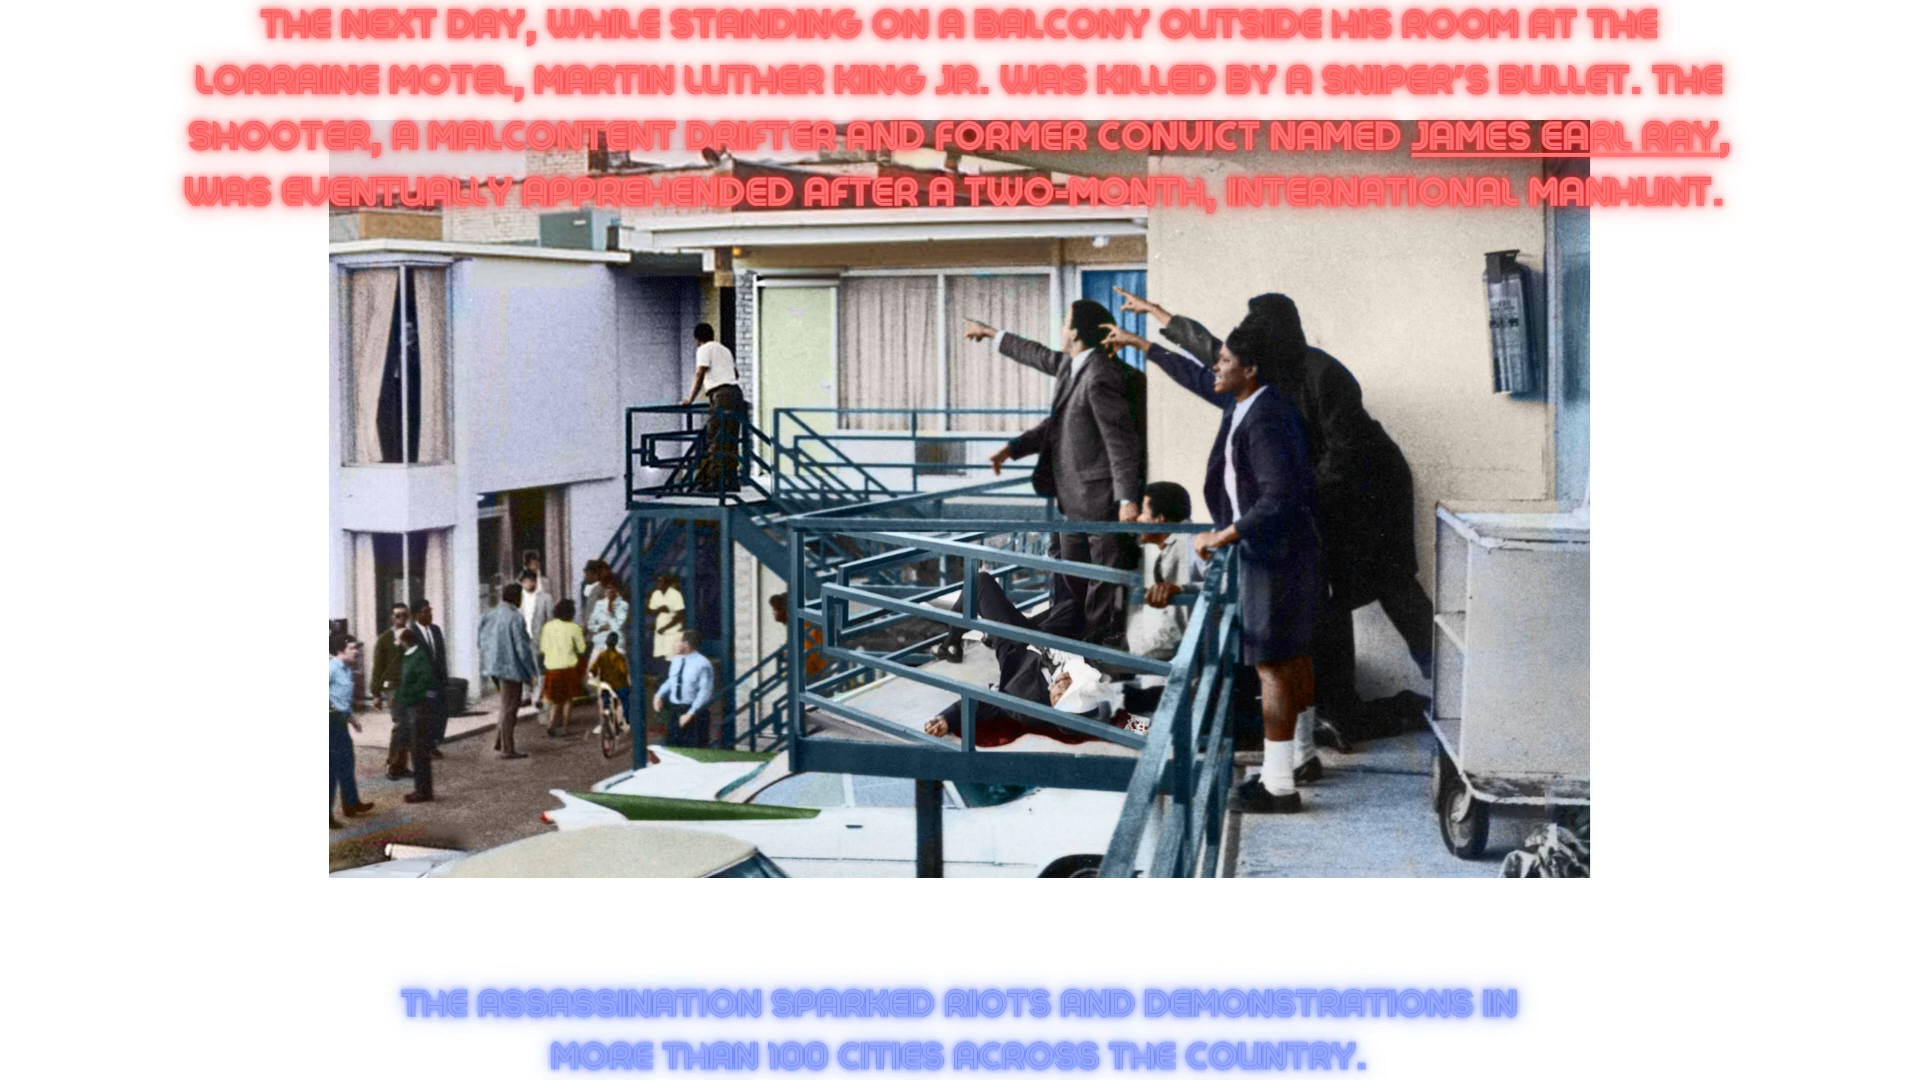 THE NEXT DAY, WHILE STANDING ON A BALCONY OUTSIDE HIS ROOM AT THE
LORRAINE MOTEL, MARTIN LUTHER KING JR. WAS KILLED BY A SNIPER'S BULLET. THE
SHOOTER, A MALCONTENT DRIFTER AND FORMER CONVICT NAMED JAMES EARL RAY,
WAS EVENTUALLY APPREHENDED AFTER A TWO-MONTH, INTERNATIONAL MANHUNT.
THE ASSASSINATION SPARKED RIOTS AND DEMONSTRATIONS IN
MORE THAN 100 CITIES ACROSS THE COUNTRY.